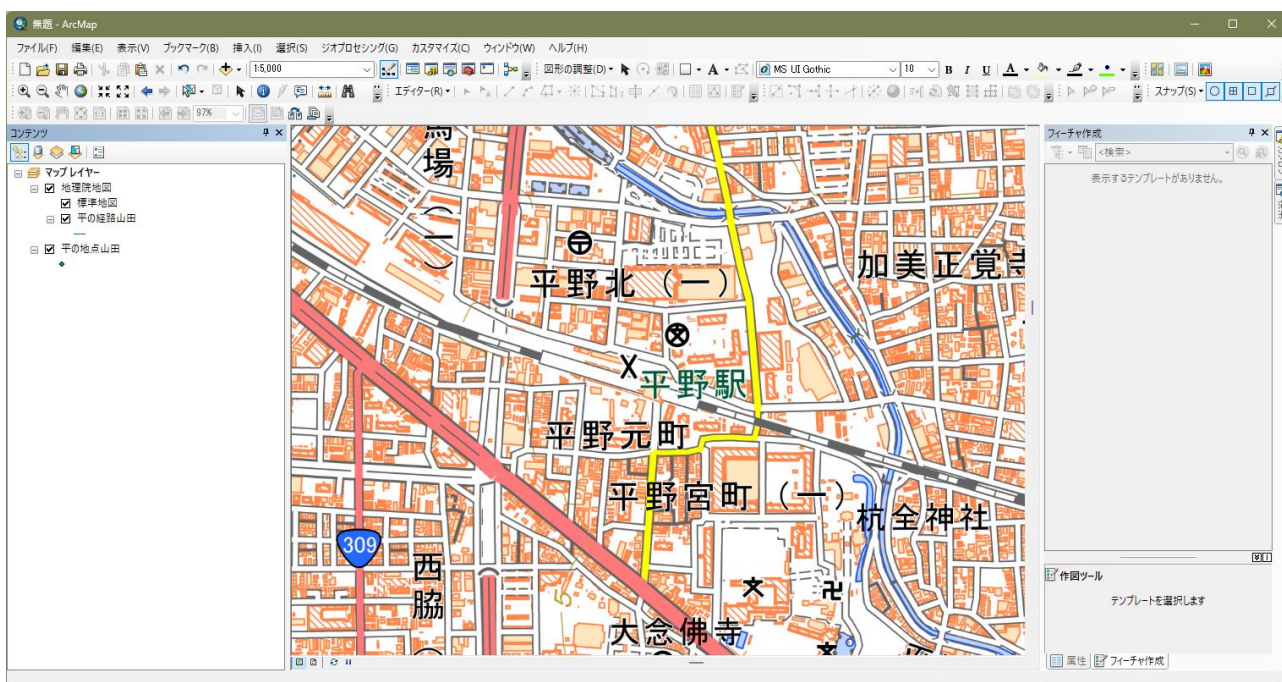 無題 - ArcMap
ファイル(F) 編集(E) 表示(V) ブックマーク(B) 挿入(I) 選択(S) ジオプロセシング(G) カスタマイズ(C) ウィンドウ(W) ヘルプ(H)
1:5,000
図形の調整(D)
A
MS UI Gothic
10
B I U A
エディター(R)
スナップ(S)
97%
コンテンツ
マップ レイヤー
地理院地図
標準地図
平の経路山田
平の地点山田
馬場(一)
平野北(一)
加美正覚寺
平野駅
平野元町
平野宮町(一)
杭全神社
309
西脇
大念佛寺
フィーチャ作成
<検索>
表示するテンプレートがありません。
作図ツール
テンプレートを選択します
属性
フィーチャ作成